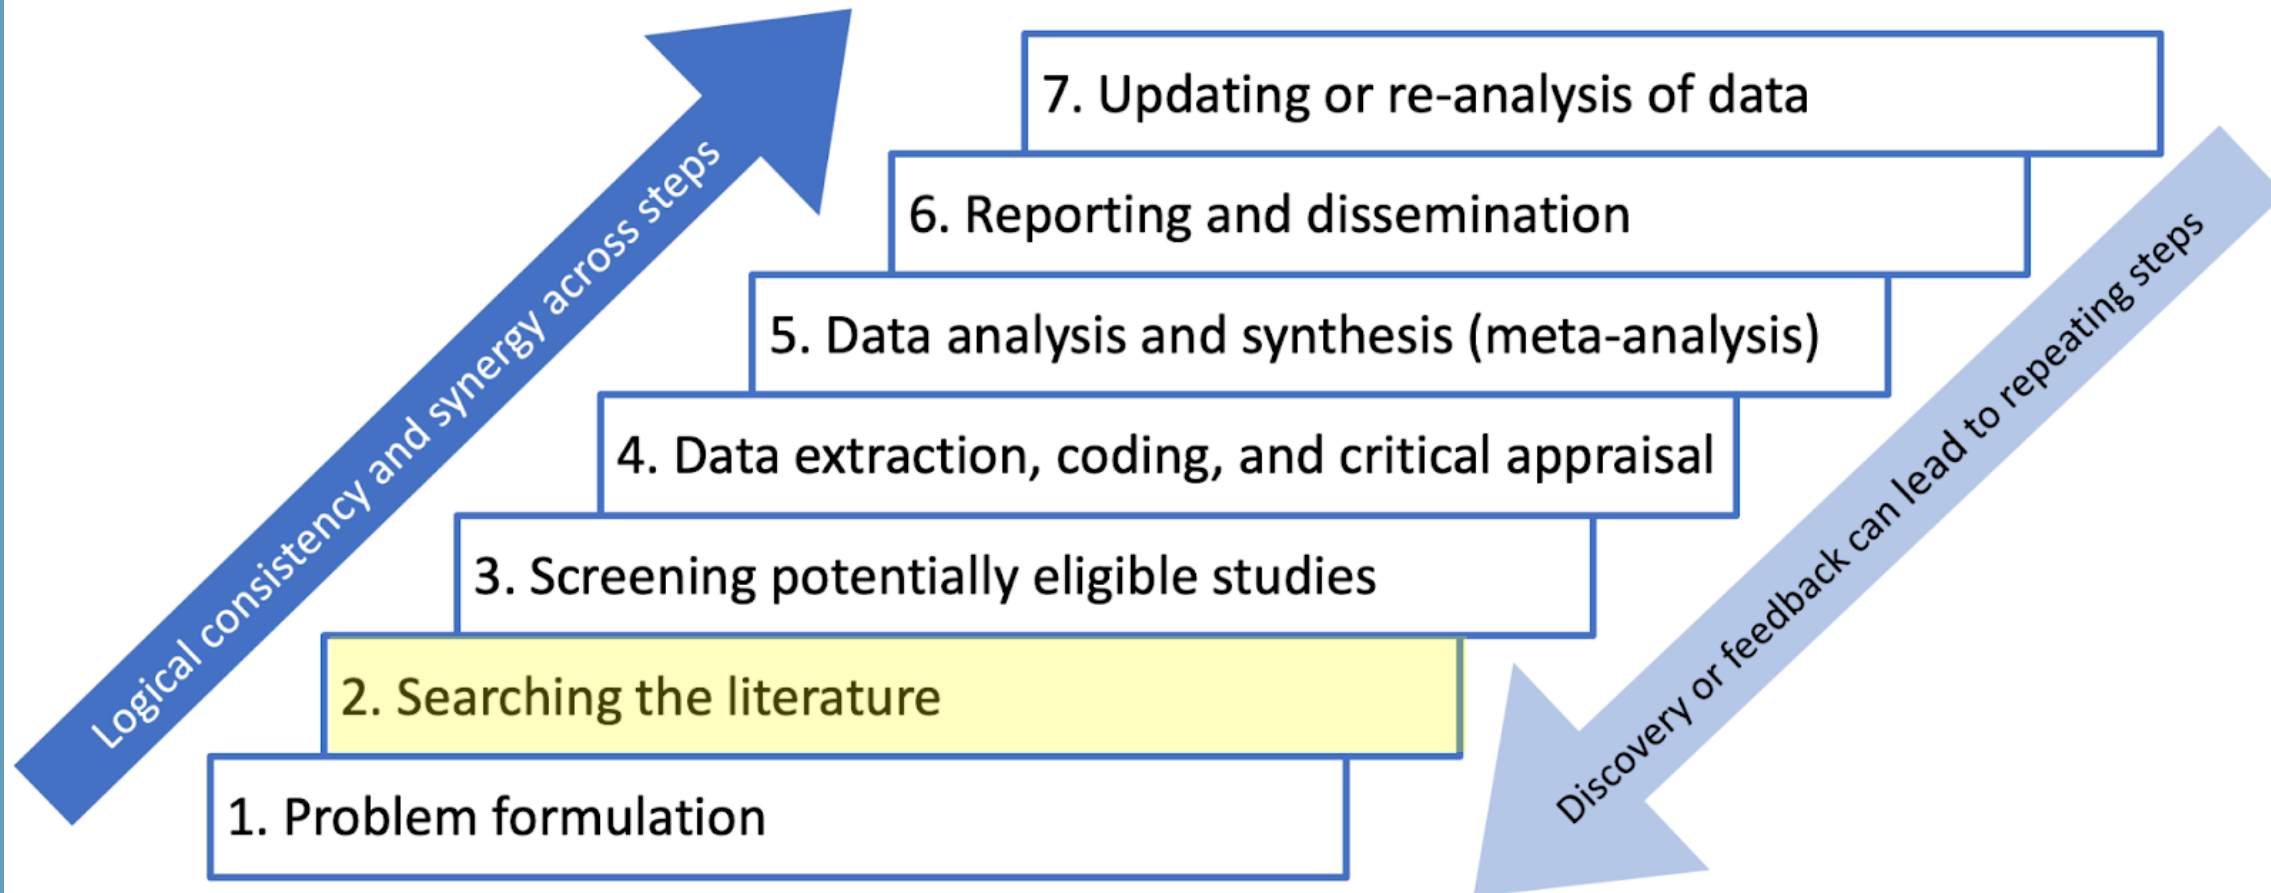 Logical consistency and synergy across steps
7. Updating or re-analysis of data
6. Reporting and dissemination
5. Data analysis and synthesis (meta-analysis)
4. Data extraction, coding, and critical appraisal
3. Screening potentially eligible studies
2. Searching the literature
1. Problem formulation
Discovery or feedback can lead to repeating steps